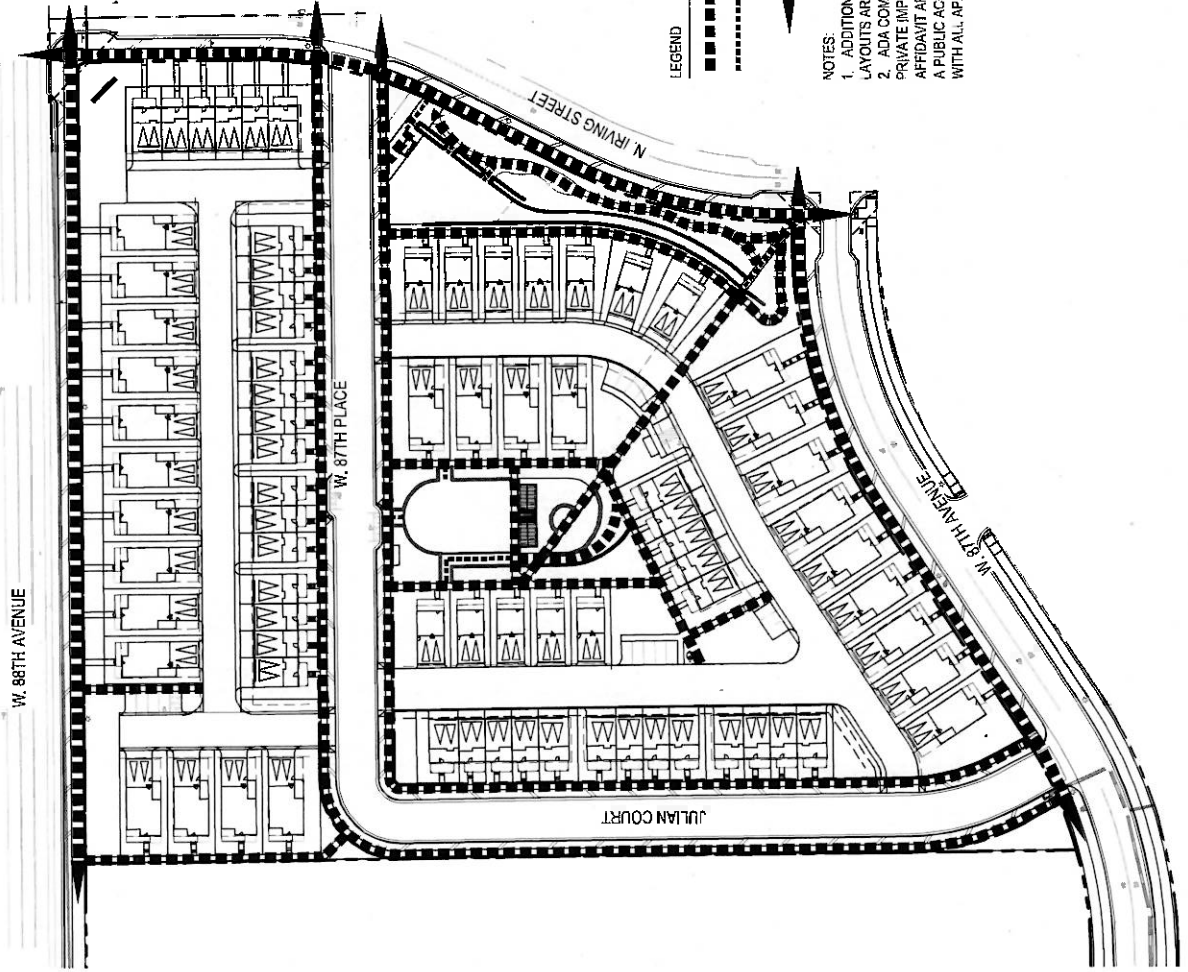 W. 88TH AVENUE
W. 87TH PLACE
N. IRVING STREET
JULIAN COURT
W. 87TH AVENUE
LEGEND
NOTES:
1. ADDITION
LAYOUTS AR
2. ADA COM
PRIVATE IMP
AFFIDAVIT A
A PUBLIC AC
WITH ALL AP